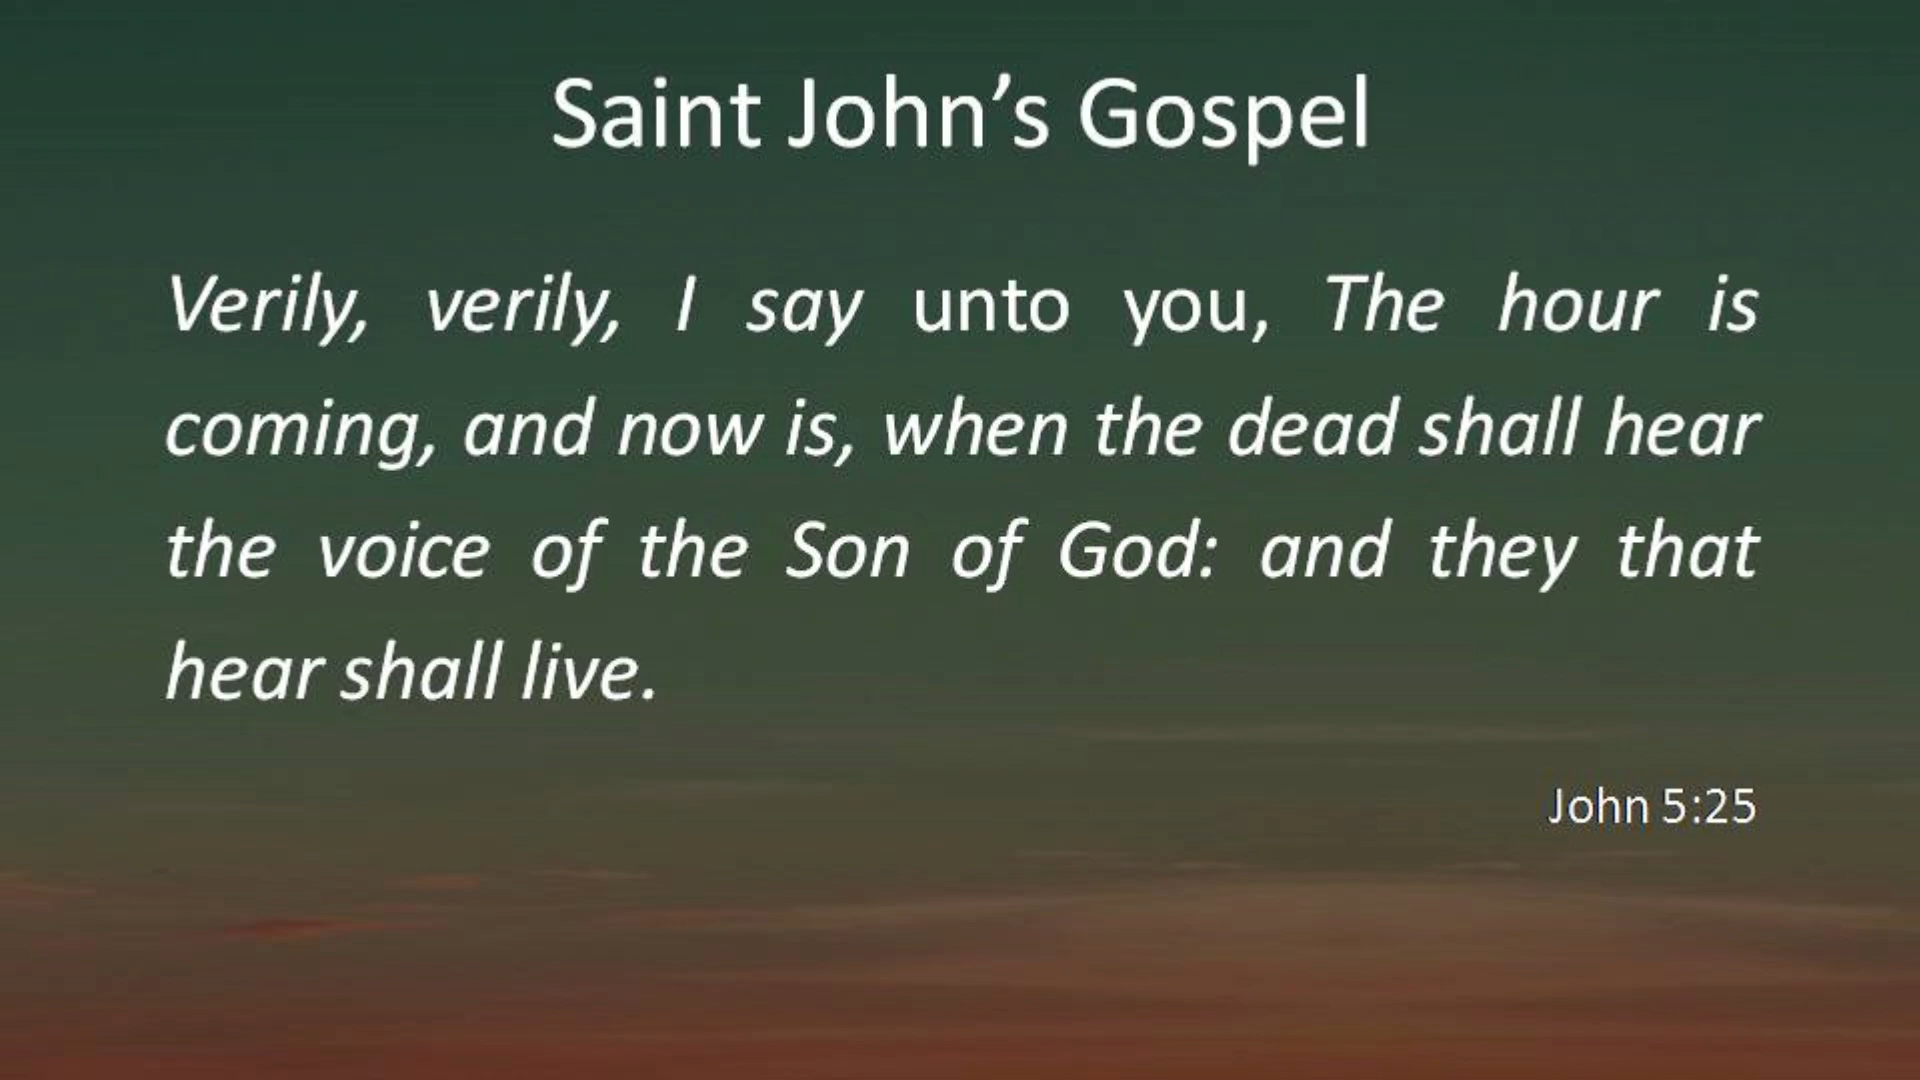 Saint John’s Gospel
Verily, verily, I say unto you, The hour is
coming, and now is, when the dead shall hear
the voice of the Son of God: and they that
hear shall live.
John 5:25